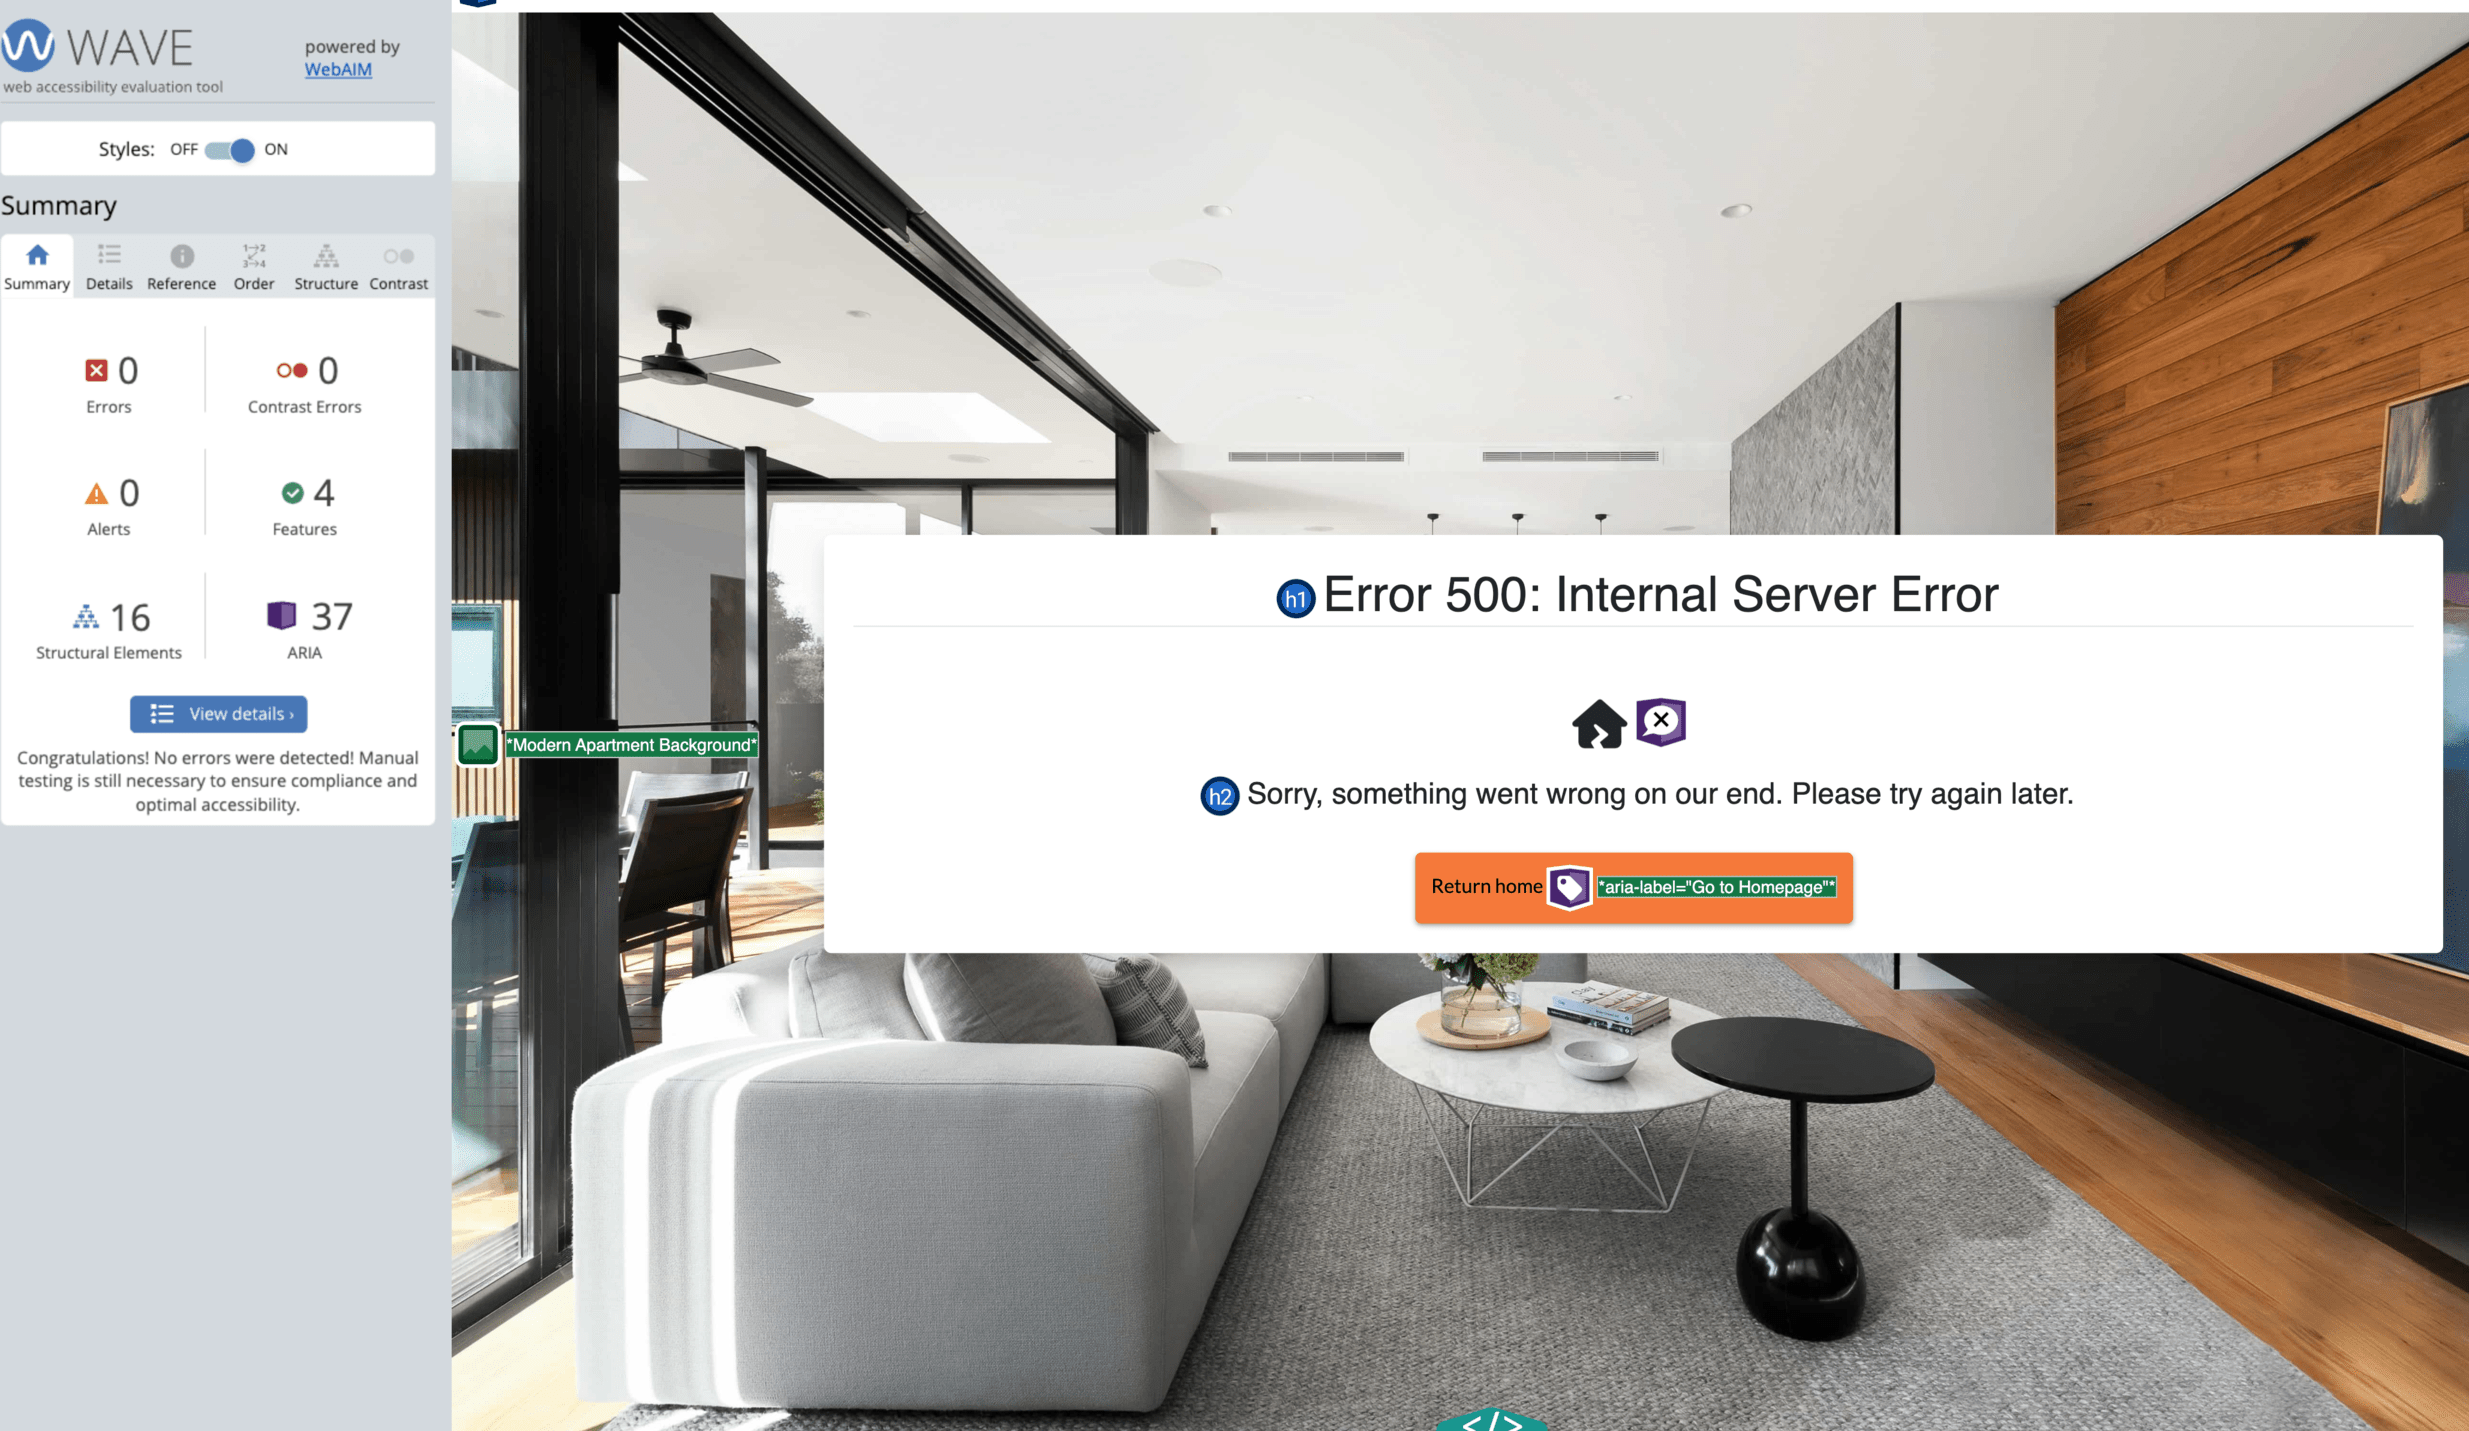 WAVE
powered by
WebAIM
web accessibility evaluation tool
Styles: OFF ON
Summary
Summary Details Reference Order Structure Contrast
0 0
Errors Contrast Errors
0 4
Alerts Features
16 37
Structural Elements ARIA
View details ›
Congratulations! No errors were detected! Manual
testing is still necessary to ensure compliance and
optimal accessibility.
h1 Error 500: Internal Server Error
*Modern Apartment Background*
h2 Sorry, something went wrong on our end. Please try again later.
Return home *aria-label="Go to Homepage"*
</>